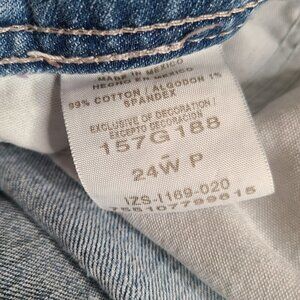 MADE IN MEXICO
HECHO EN MEXICO
99% COTTON / ALGODON 1%
SPANDEX
EXCLUSIVE OF DECORATION /
EXCEPTO DECORACION
157G188
24W P
IZS-I169-020